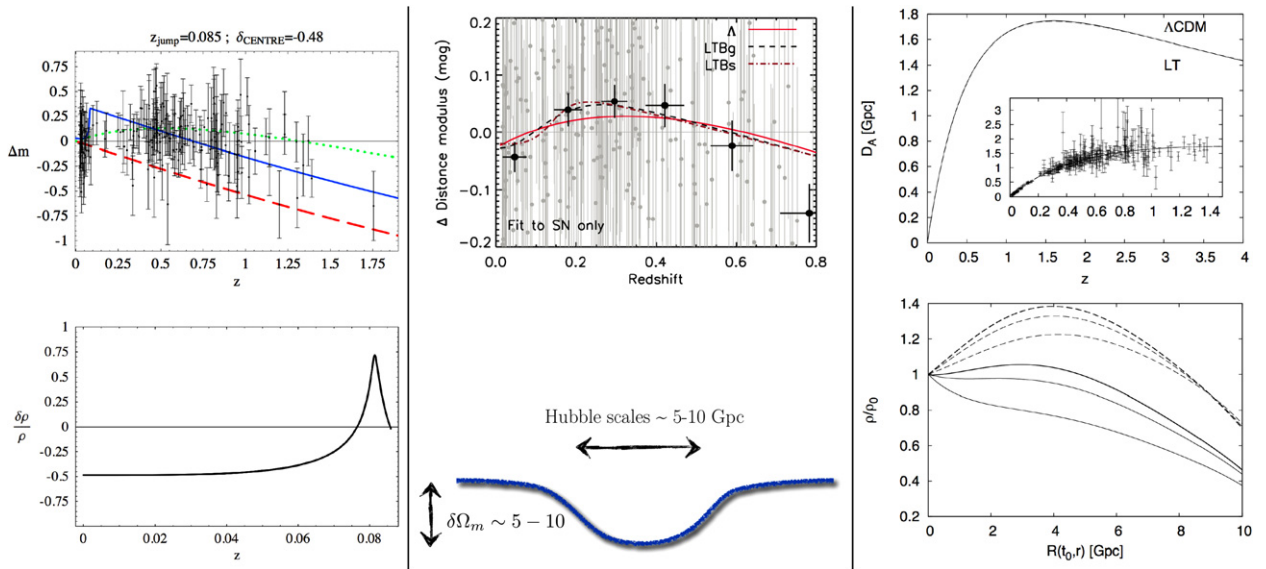 z_jump=0.085 ; δ_CENTRE=-0.48
0.75
0.5
0.25
0
Δm
-0.25
-0.5
-0.75
-1
0 0.25 0.5 0.75 1 1.25 1.5 1.75
z
1
0.75
0.5
0.25
δρ
ρ
0
-0.25
-0.5
-0.75
0 0.02 0.04 0.06 0.08
z
0.2
0.1
0.0
−0.1
−0.2
Δ Distance modulus (mag)
Λ
LTBg
LTBs
Fit to SN only
0.0 0.2 0.4 0.6 0.8
Redshift
Hubble scales ~ 5-10 Gpc
δΩ_m ∼ 5 − 10
1.8
1.6
1.4
1.2
1
0.8
0.6
0.4
0.2
0
D_A [Gpc]
ΛCDM
LT
3
2.5
2
1.5
1
0.5
0
0 0.2 0.4 0.6 0.8 1 1.2 1.4
0 0.5 1 1.5 2 2.5 3 3.5 4
z
1.4
1.2
1
0.8
0.6
0.4
0.2
ρ/ρ_0
0 2 4 6 8 10
R(t_0,r) [Gpc]